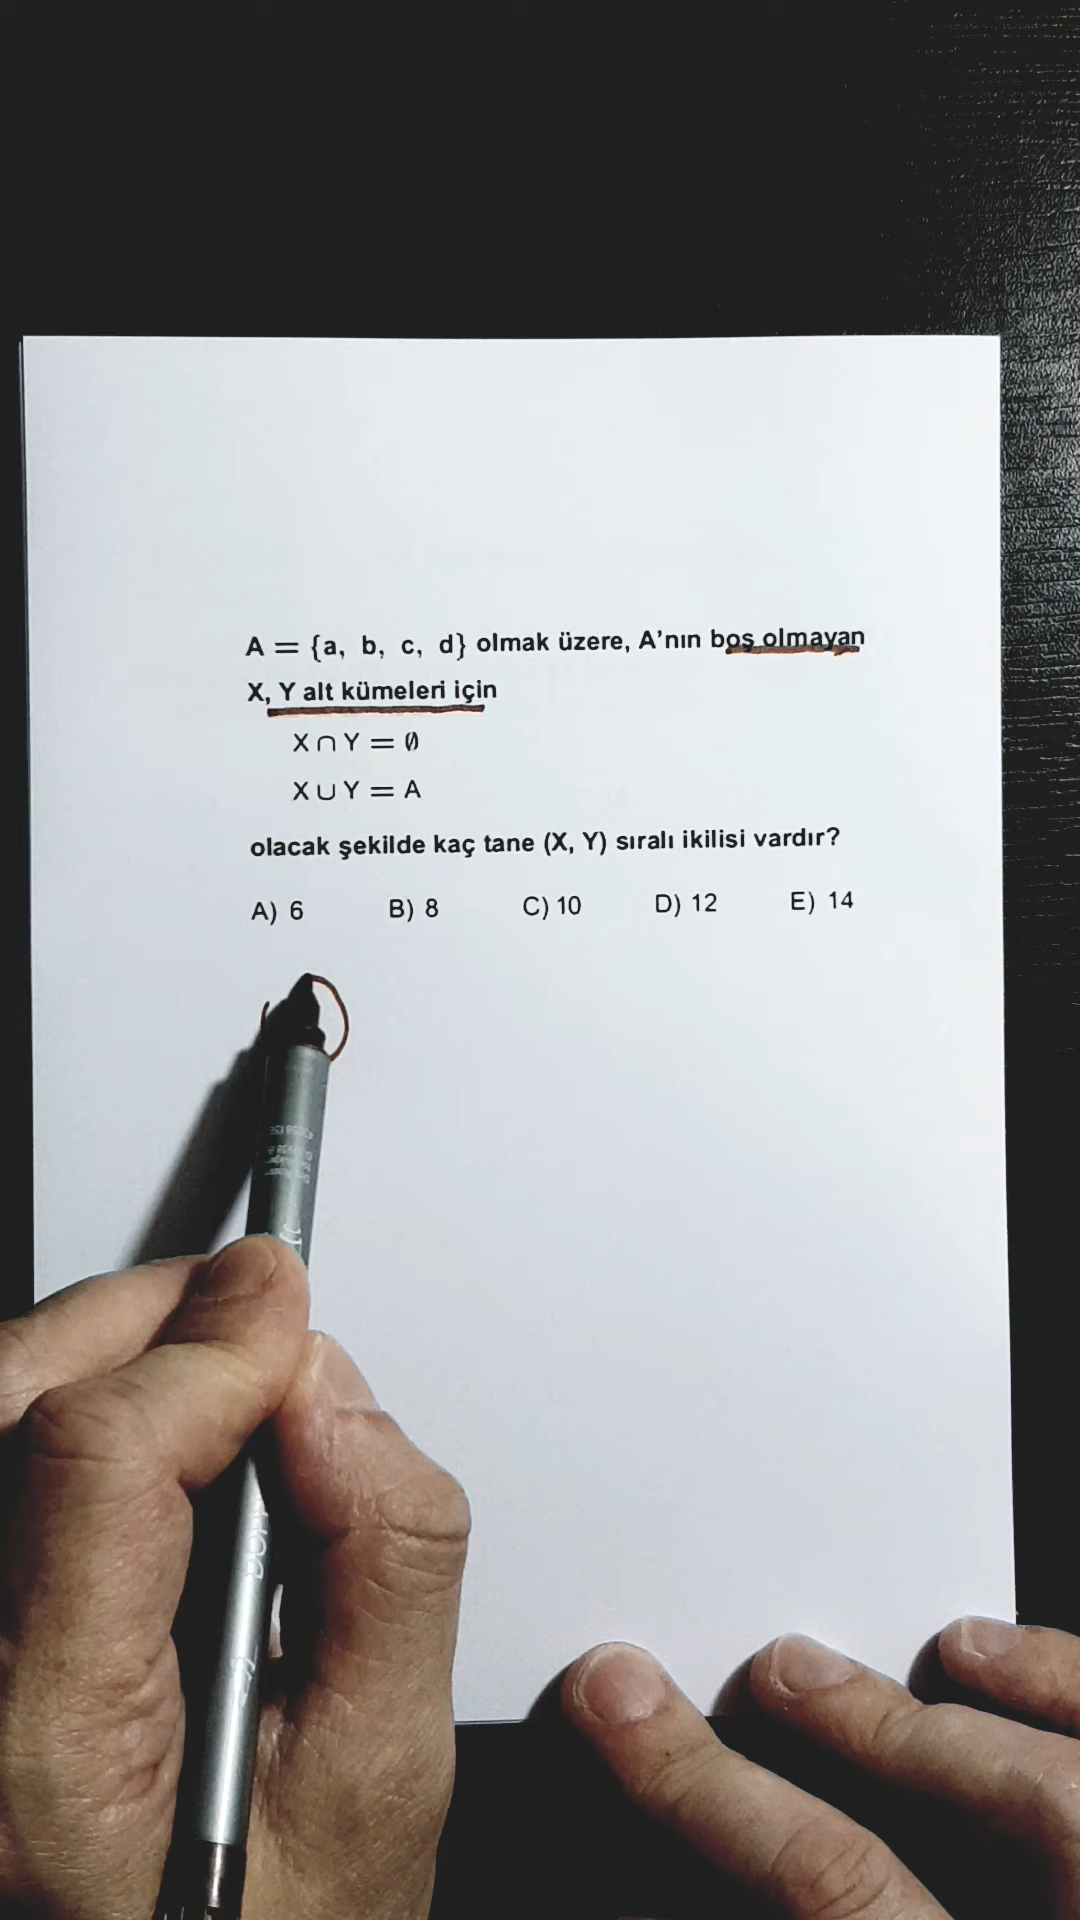 A = {a, b, c, d} olmak üzere, A'nın boş olmayan
X, Y alt kümeleri için
X ∩ Y = ∅
X ∪ Y = A
olacak şekilde kaç tane (X, Y) sıralı ikilisi vardır?
A) 6 B) 8 C) 10 D) 12 E) 14